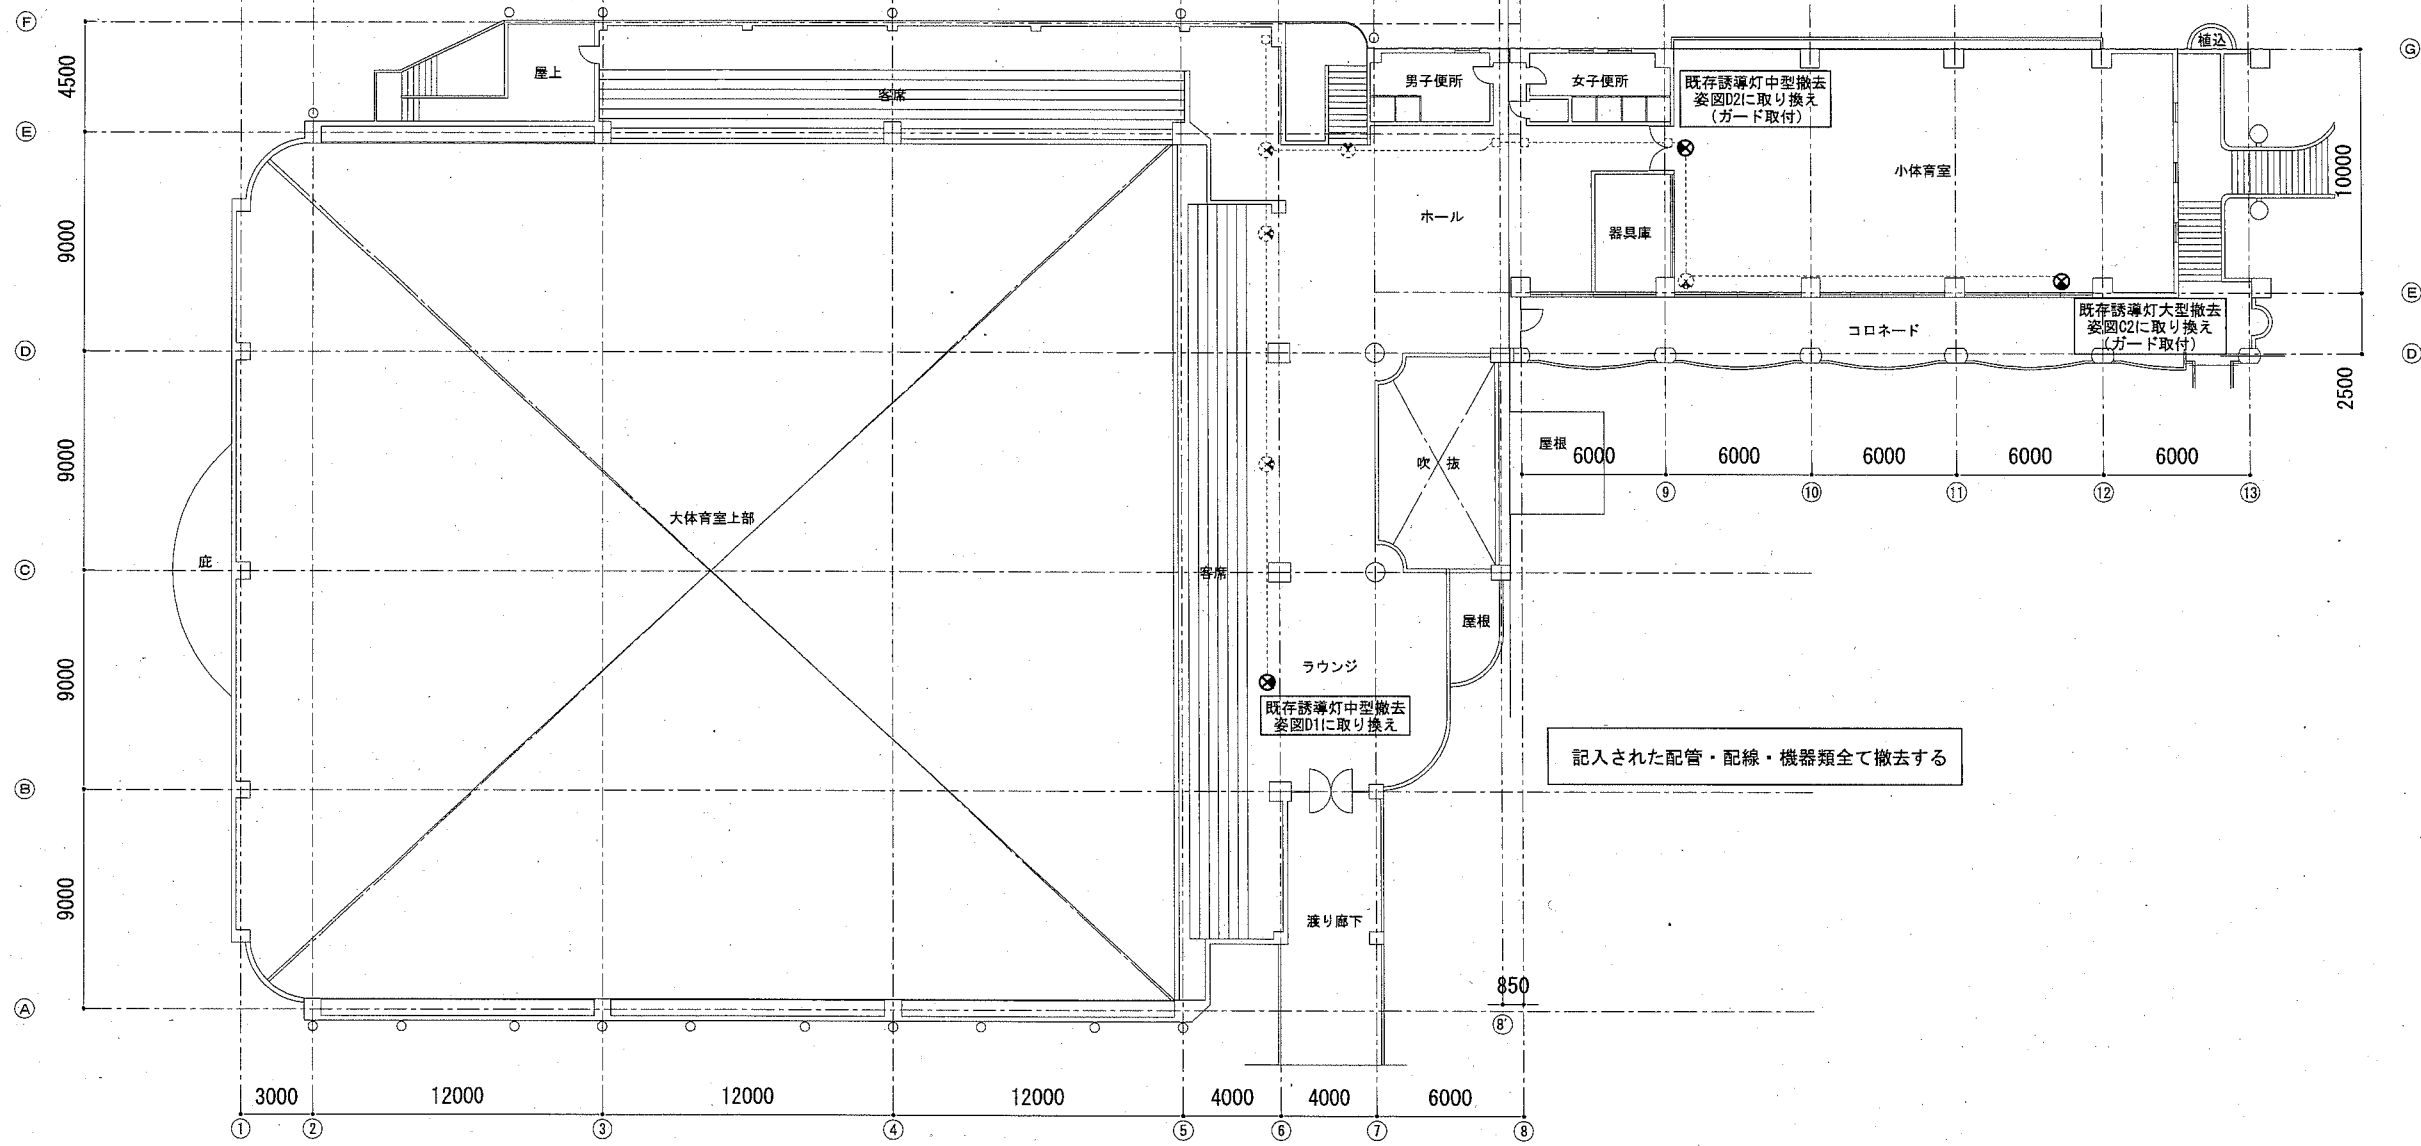 Ⓕ
4500
Ⓔ
9000
Ⓓ
9000
Ⓒ
9000
Ⓑ
9000
Ⓐ
屋上
客席
大体育室上部
庇
客席
男子便所
女子便所
ホール
器具庫
既存誘導灯中型撤去
姿図D2に取り換え
(ガード取付)
小体育室
植込
Ⓖ
10000
Ⓔ
既存誘導灯大型撤去
姿図C2に取り換え
(ガード取付)
Ⓓ
2500
コロネード
吹 抜
屋根
6000 6000 6000 6000 6000
⑨ ⑩ ⑪ ⑫ ⑬
屋根
ラウンジ
既存誘導灯中型撤去
姿図D1に取り換え
記入された配管・配線・機器類全て撤去する
渡り廊下
850
8'
3000 12000 12000 12000 4000 4000 6000
① ② ③ ④ ⑤ ⑥ ⑦ ⑧